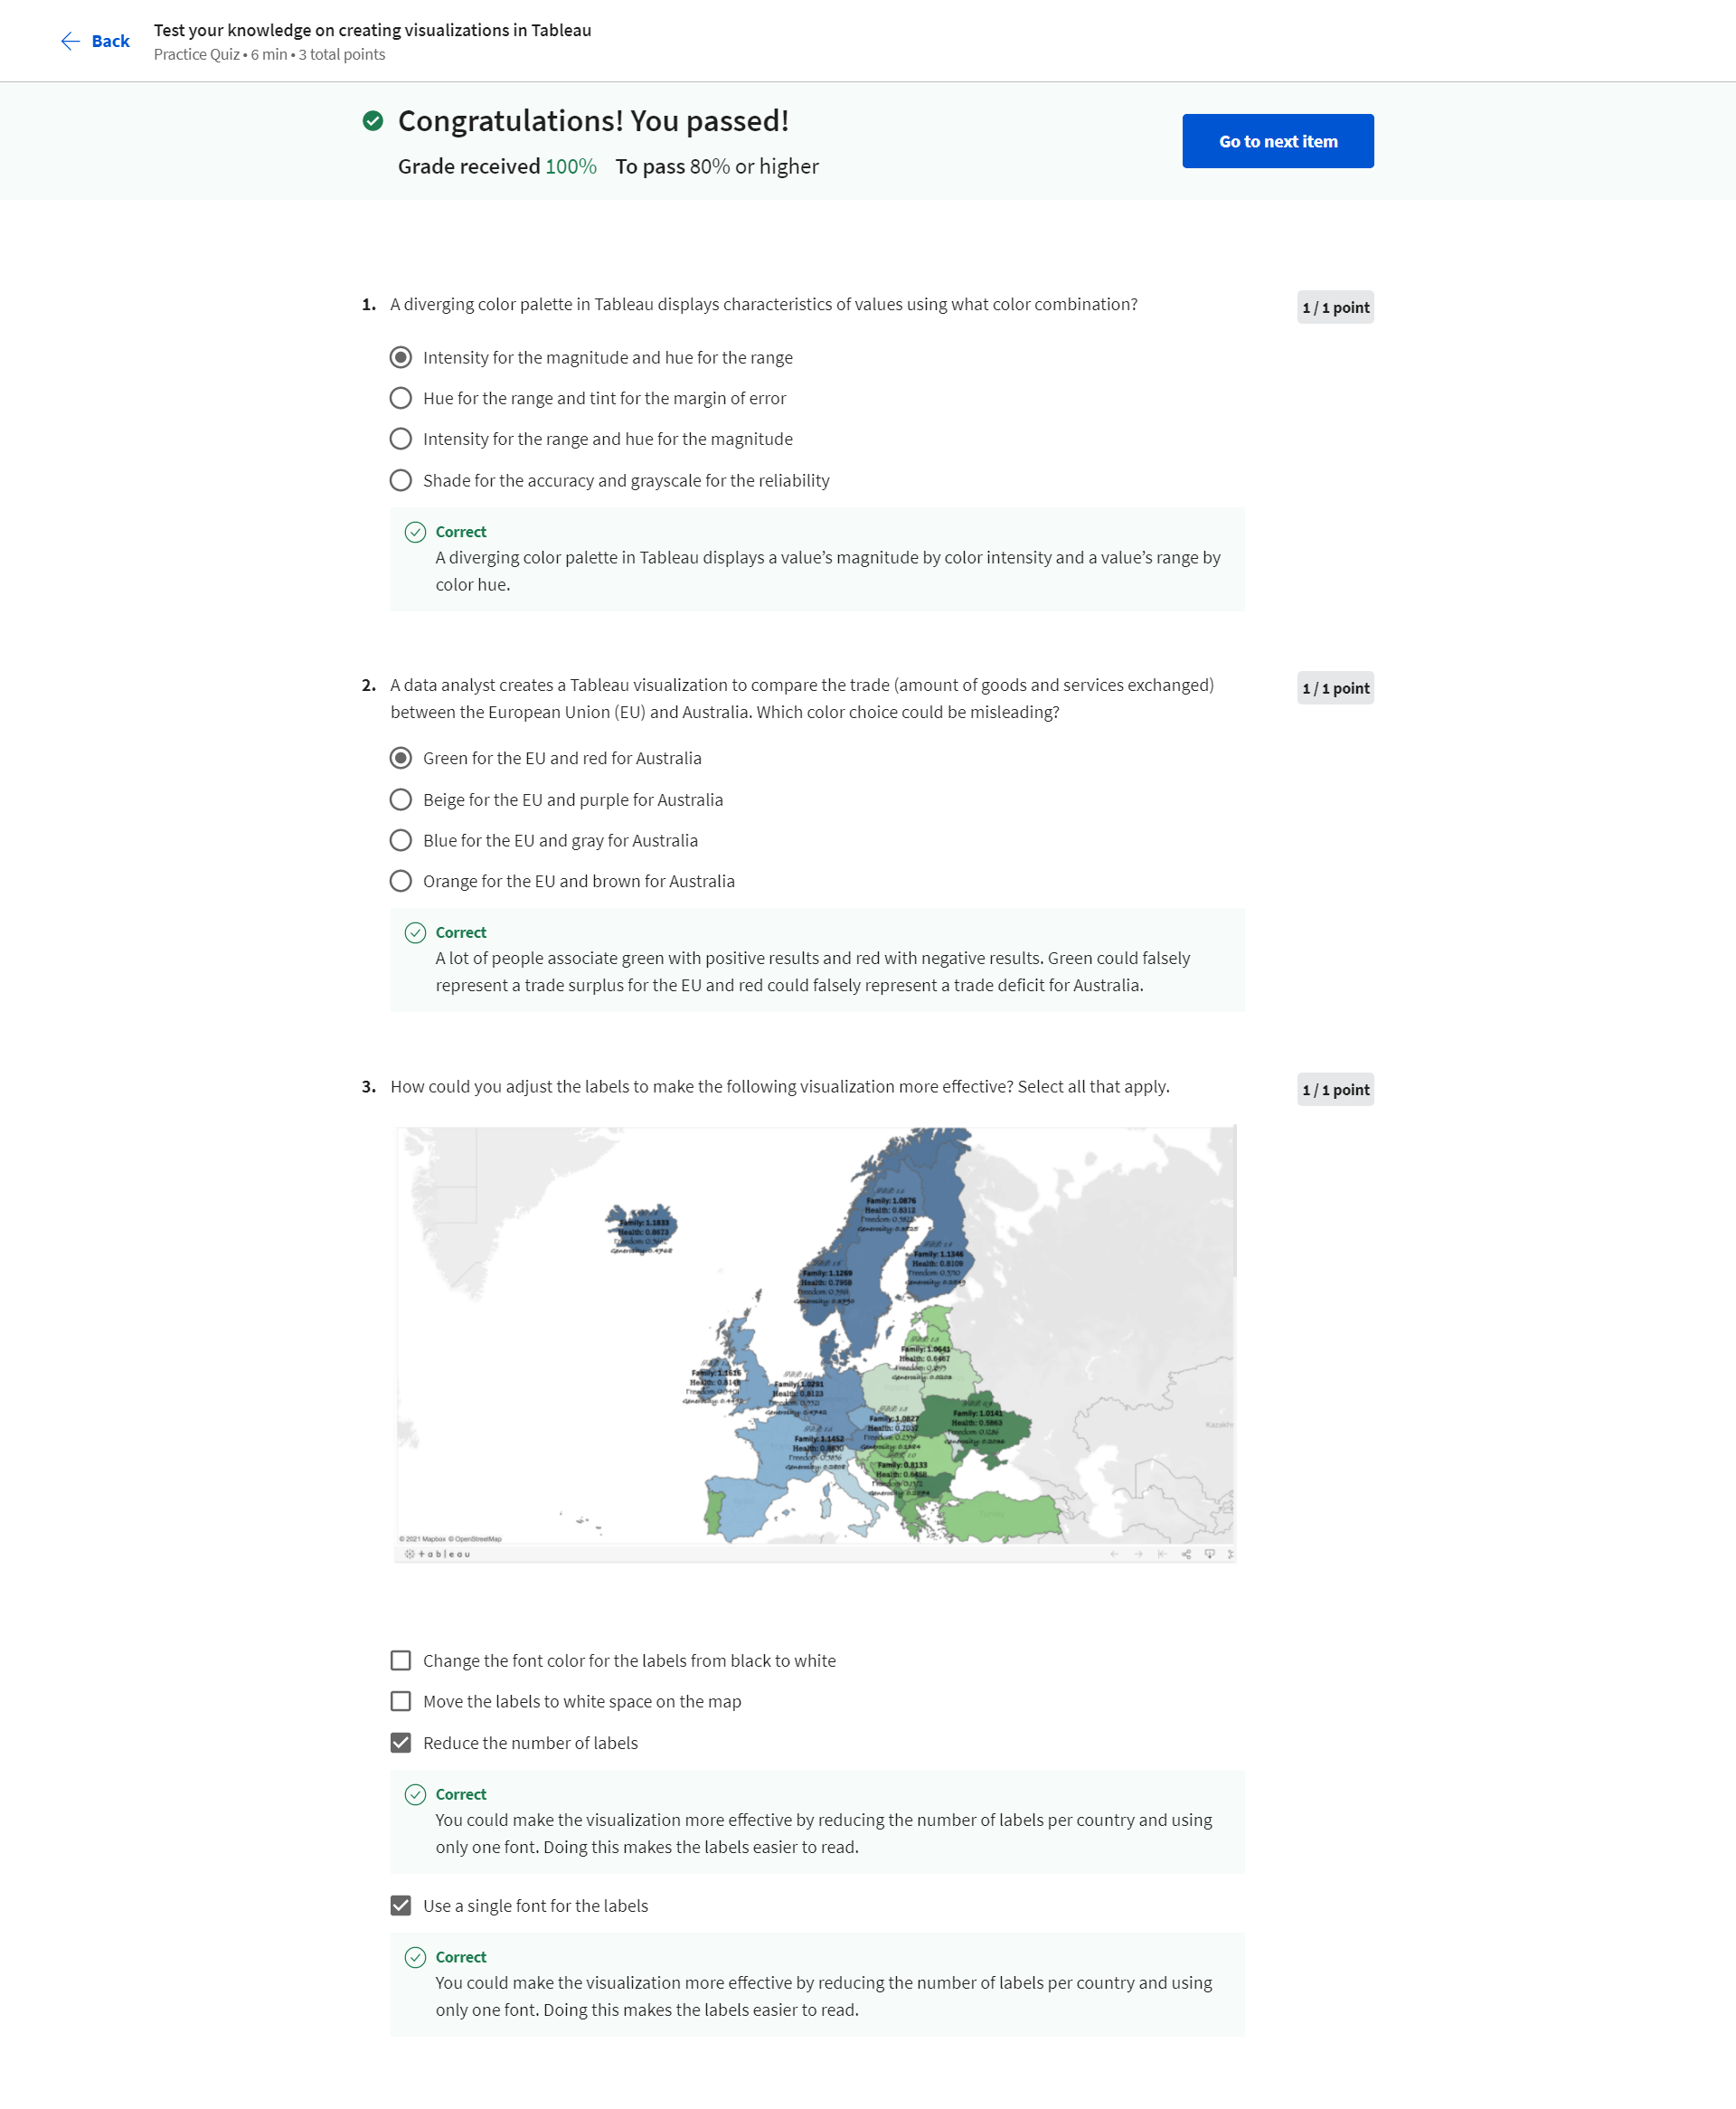 Back
Test your knowledge on creating visualizations in Tableau
Practice Quiz • 6 min • 3 total points
Congratulations! You passed!
Grade received 100% To pass 80% or higher
Go to next item
1. A diverging color palette in Tableau displays characteristics of values using what color combination?
1 / 1 point
Intensity for the magnitude and hue for the range
Hue for the range and tint for the margin of error
Intensity for the range and hue for the magnitude
Shade for the accuracy and grayscale for the reliability
Correct
A diverging color palette in Tableau displays a value’s magnitude by color intensity and a value’s range by
color hue.
2. A data analyst creates a Tableau visualization to compare the trade (amount of goods and services exchanged)
between the European Union (EU) and Australia. Which color choice could be misleading?
1 / 1 point
Green for the EU and red for Australia
Beige for the EU and purple for Australia
Blue for the EU and gray for Australia
Orange for the EU and brown for Australia
Correct
A lot of people associate green with positive results and red with negative results. Green could falsely
represent a trade surplus for the EU and red could falsely represent a trade deficit for Australia.
3. How could you adjust the labels to make the following visualization more effective? Select all that apply.
1 / 1 point
Family: 1.0876
Health: 0.8312
Family: 1.1833
Health: 0.8673
Family: 1.1346
Health: 0.8109
Family: 1.1269
Health: 0.7958
Family: 1.0641
Health: 0.6467
Family: 1.1616
Health: 0.8148
Family: 1.0291
Health: 0.8123
Family: 1.0141
Health: 0.5863
Family: 1.0827
Health: 0.7037
Family: 1.1452
Health: 0.8830
Family: 0.8133
Health: 0.6458
© 2021 Mapbox © OpenStreetMap
+ a b | e a u
Change the font color for the labels from black to white
Move the labels to white space on the map
Reduce the number of labels
Correct
You could make the visualization more effective by reducing the number of labels per country and using
only one font. Doing this makes the labels easier to read.
Use a single font for the labels
Correct
You could make the visualization more effective by reducing the number of labels per country and using
only one font. Doing this makes the labels easier to read.